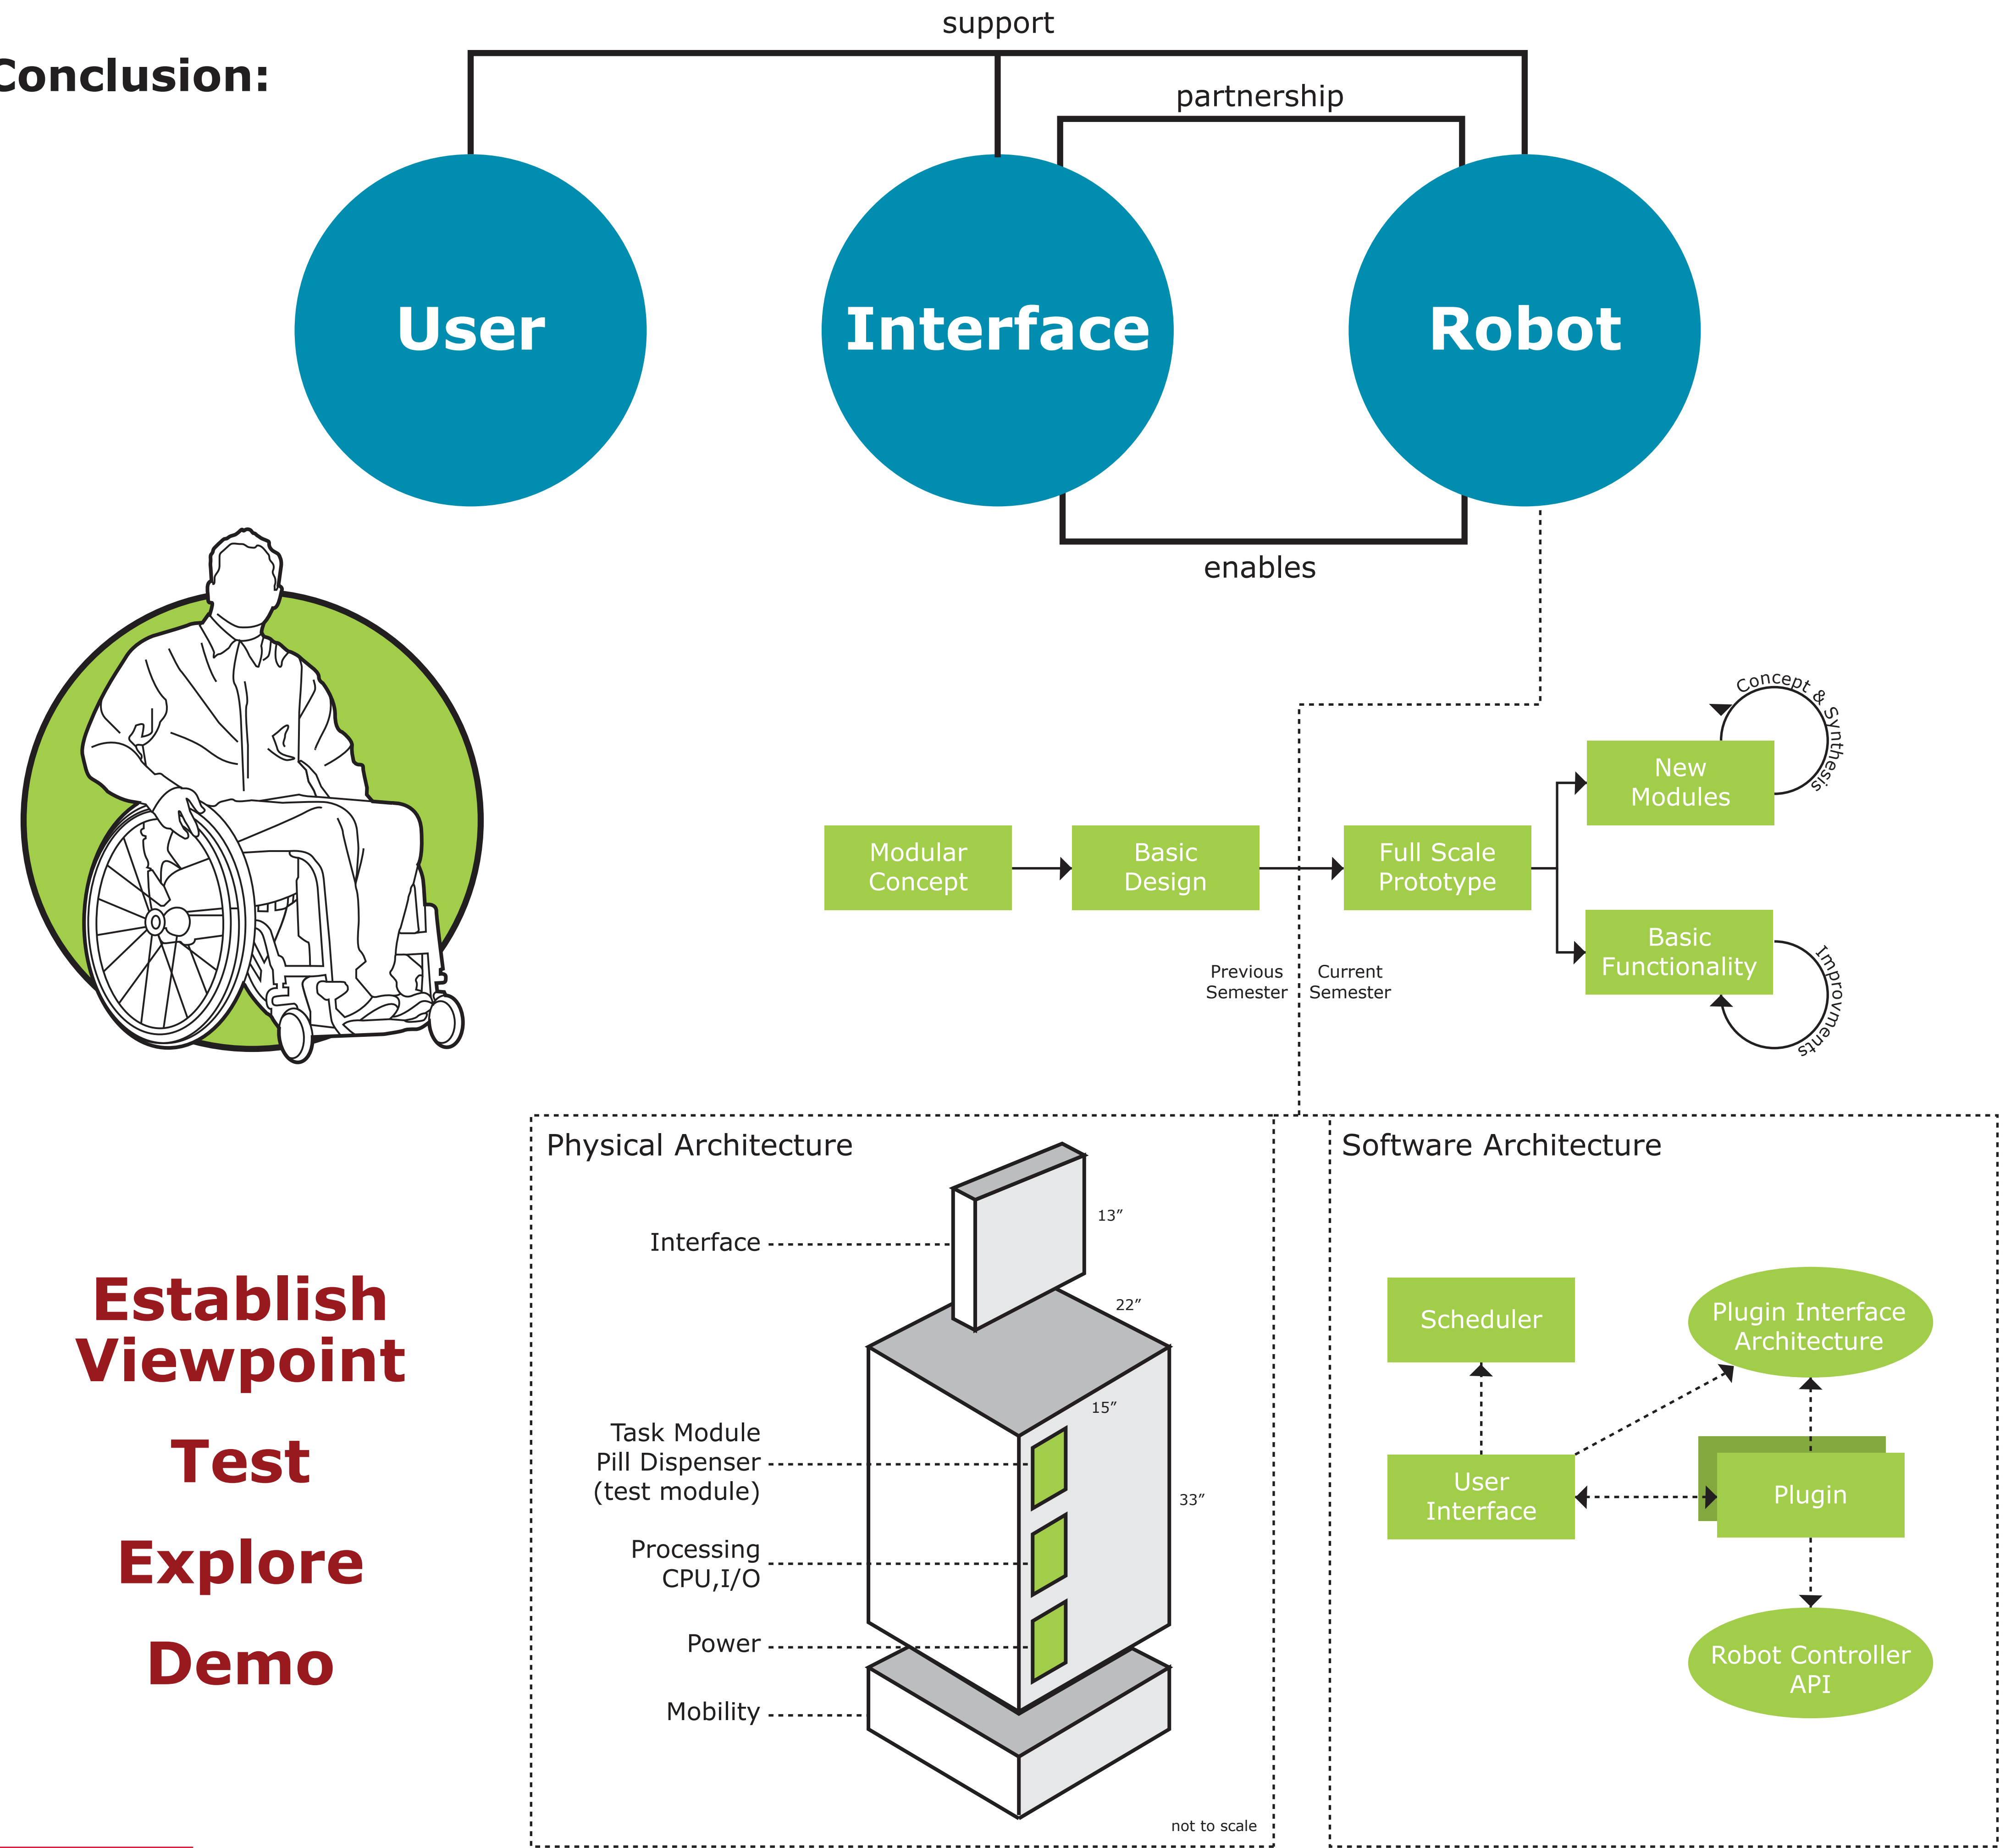 support
Conclusion:
partnership
User
Interface
Robot
enables
Concept & Synthesis
New
Modules
Modular
Concept
Basic
Design
Full Scale
Prototype
Basic
Functionality
Improvments
Previous
Semester
Current
Semester
Physical Architecture
13”
Interface
22”
15”
Task Module
Pill Dispenser
(test module)
33”
Processing
CPU,I/O
Power
Mobility
not to scale
Software Architecture
Scheduler
Plugin Interface
Architecture
User
Interface
Plugin
Robot Controller
API
Establish
Viewpoint
Test
Explore
Demo